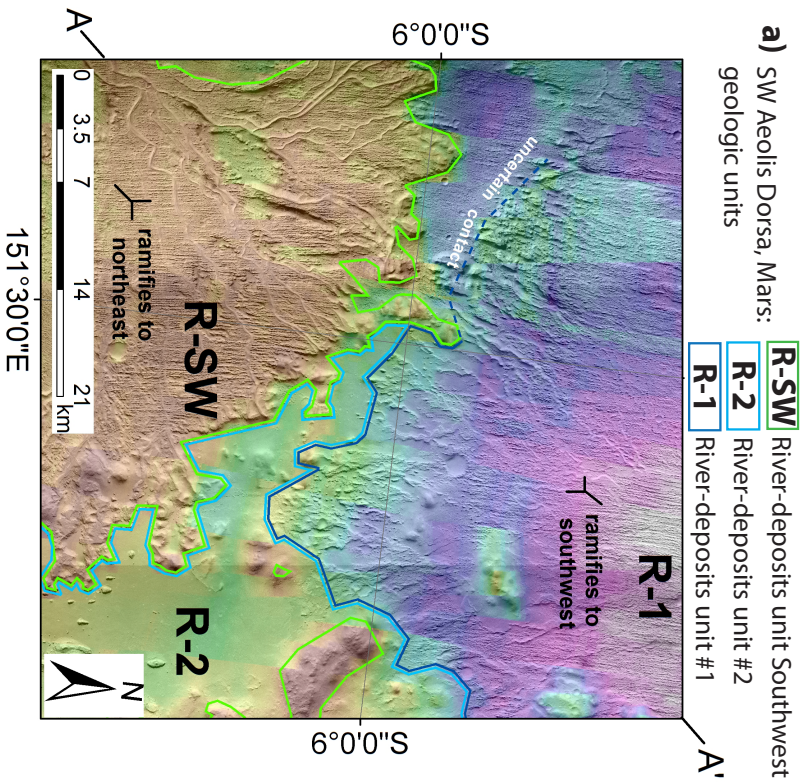 a) SW Aeolis Dorsa, Mars:
geologic units
R-SW River-deposits unit Southwest
R-2 River-deposits unit #2
R-1 River-deposits unit #1
A
A'
6°0'0"S
6°0'0"S
151°30'0"E
uncertain contact
R-1
ramifies to
southwest
R-SW
ramifies to
northeast
R-2
0 3.5 7 14 21
km
N